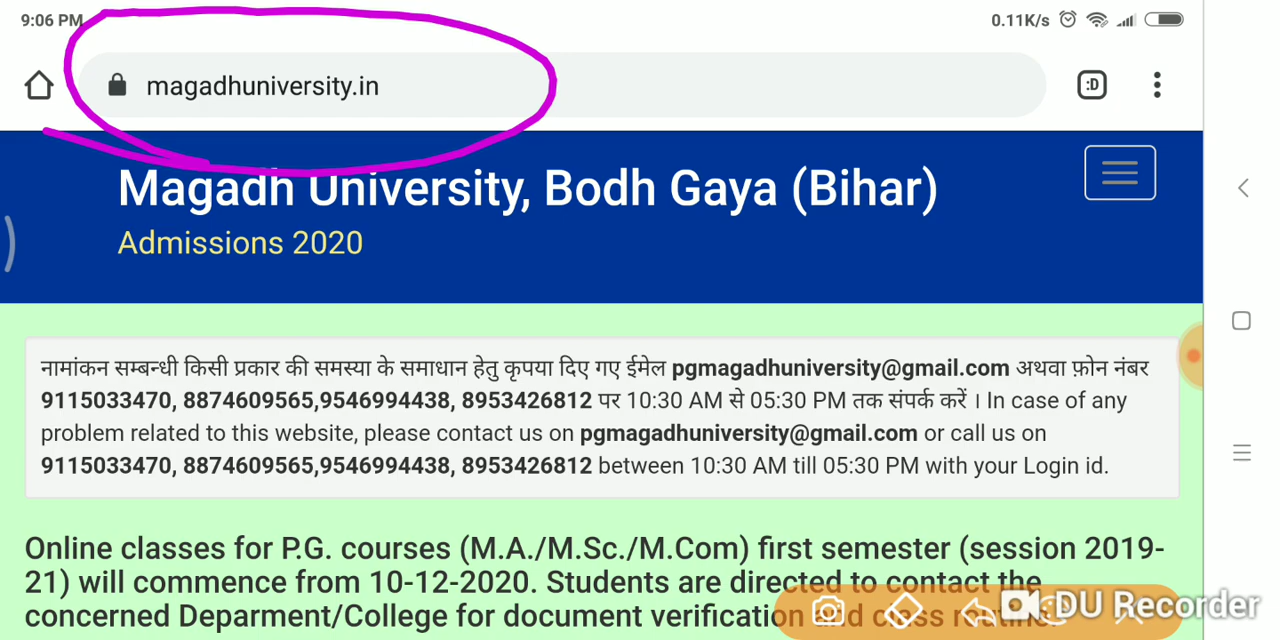 9:06 PM 0.11K/s
magadhuniversity.in :D
Magadh University, Bodh Gaya (Bihar)
Admissions 2020
नामांकन सम्बन्धी किसी प्रकार की समस्या के समाधान हेतु कृपया दिए गए ईमेल pgmagadhuniversity@gmail.com अथवा फ़ोन नंबर
9115033470, 8874609565,9546994438, 8953426812 पर 10:30 AM से 05:30 PM तक संपर्क करें । In case of any
problem related to this website, please contact us on pgmagadhuniversity@gmail.com or call us on
9115033470, 8874609565,9546994438, 8953426812 between 10:30 AM till 05:30 PM with your Login id.
Online classes for P.G. courses (M.A./M.Sc./M.Com) first semester (session 2019-
21) will commence from 10-12-2020. Students are directed to contact the
concerned Deparment/College for document verification and class routine.
DU Recorder